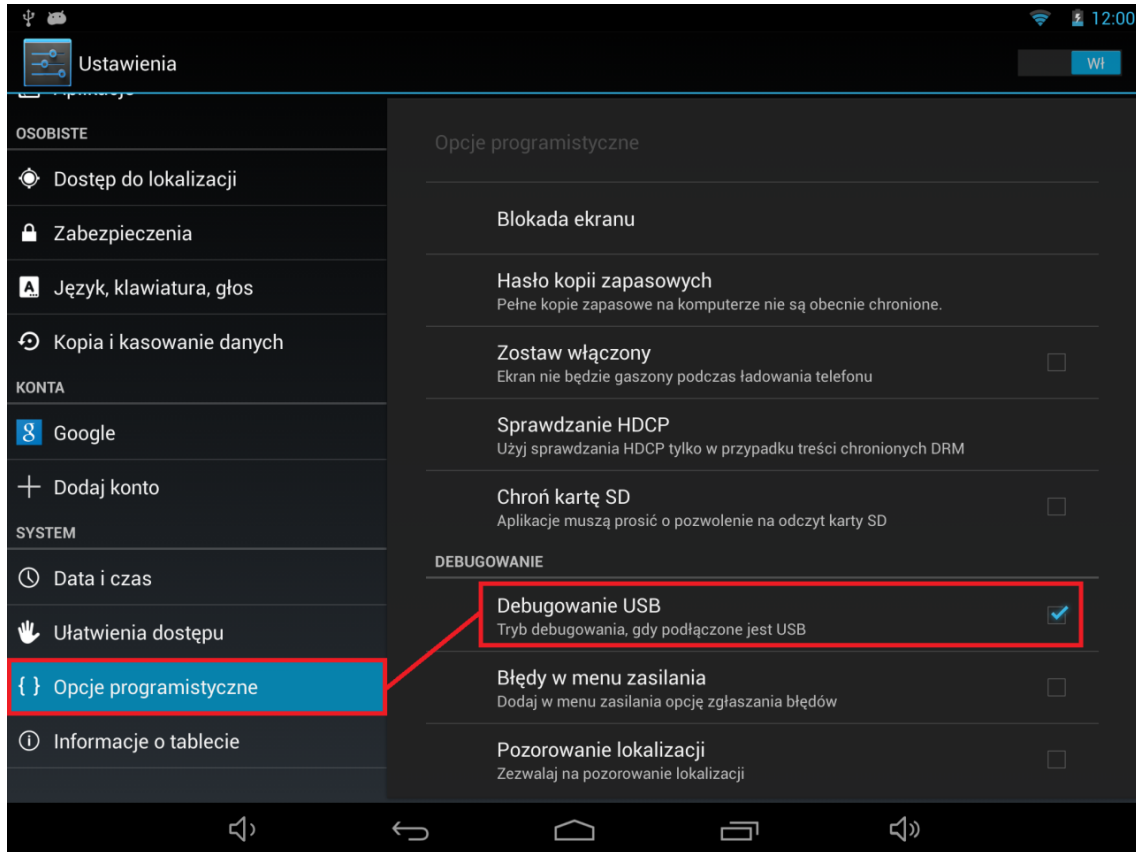 12:00
Ustawienia
Wł
Aplikacje
OSOBISTE
Dostęp do lokalizacji
Zabezpieczenia
Język, klawiatura, głos
Kopia i kasowanie danych
KONTA
Google
Dodaj konto
SYSTEM
Data i czas
Ułatwienia dostępu
{ } Opcje programistyczne
Informacje o tablecie
Opcje programistyczne
Blokada ekranu
Hasło kopii zapasowych
Pełne kopie zapasowe na komputerze nie są obecnie chronione.
Zostaw włączony
Ekran nie będzie gaszony podczas ładowania telefonu
Sprawdzanie HDCP
Użyj sprawdzania HDCP tylko w przypadku treści chronionych DRM
Chroń kartę SD
Aplikacje muszą prosić o pozwolenie na odczyt karty SD
DEBUGOWANIE
Debugowanie USB
Tryb debugowania, gdy podłączone jest USB
Błędy w menu zasilania
Dodaj w menu zasilania opcję zgłaszania błędów
Pozorowanie lokalizacji
Zezwalaj na pozorowanie lokalizacji